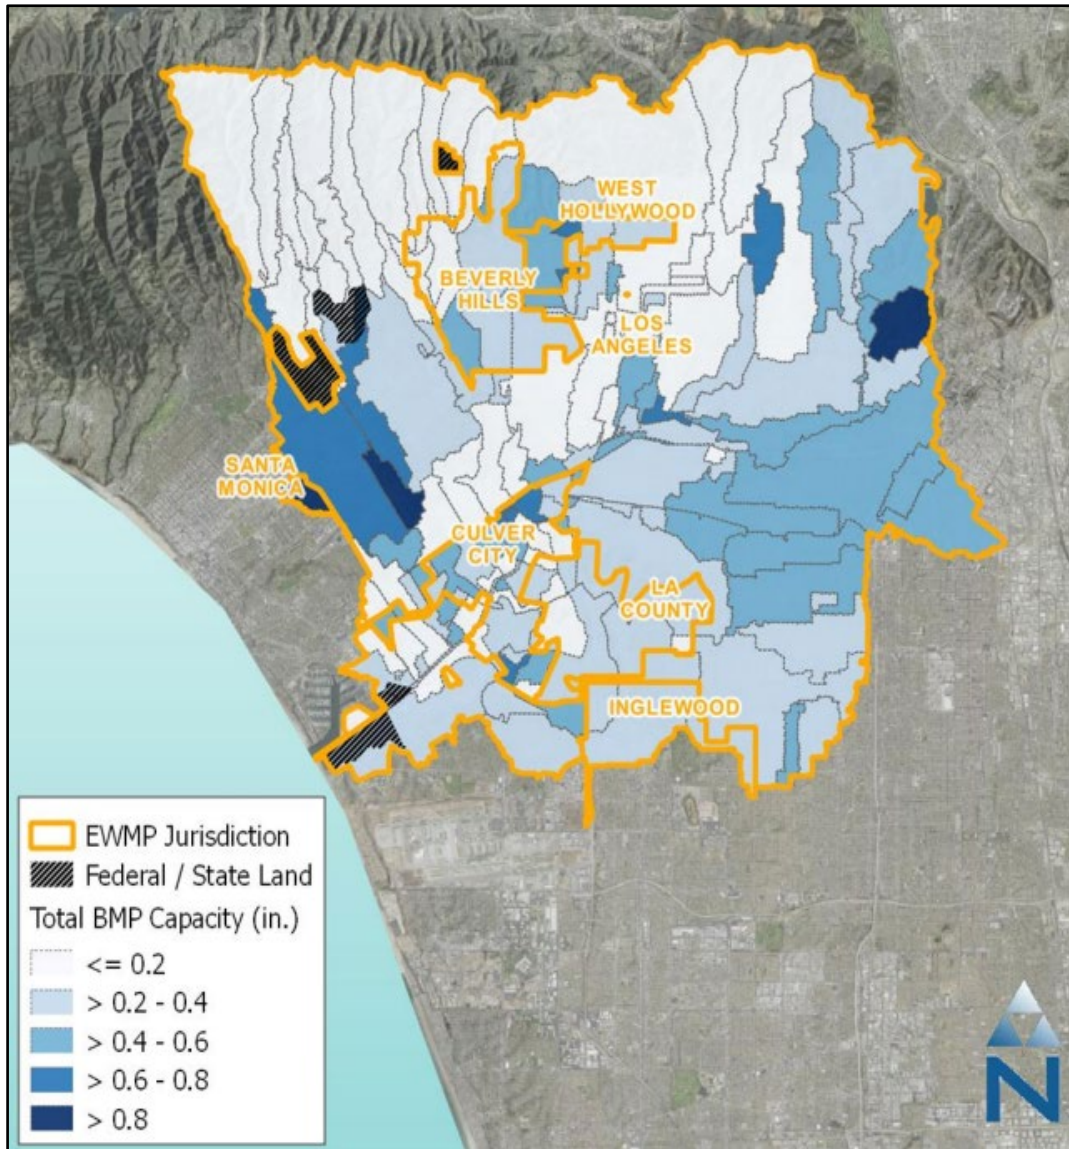 WEST
HOLLYWOOD
BEVERLY
HILLS
LOS
ANGELES
SANTA
MONICA
CULVER
CITY
LA
COUNTY
INGLEWOOD
EWMP Jurisdiction
Federal / State Land
Total BMP Capacity (in.)
<= 0.2
> 0.2 - 0.4
> 0.4 - 0.6
> 0.6 - 0.8
> 0.8
N